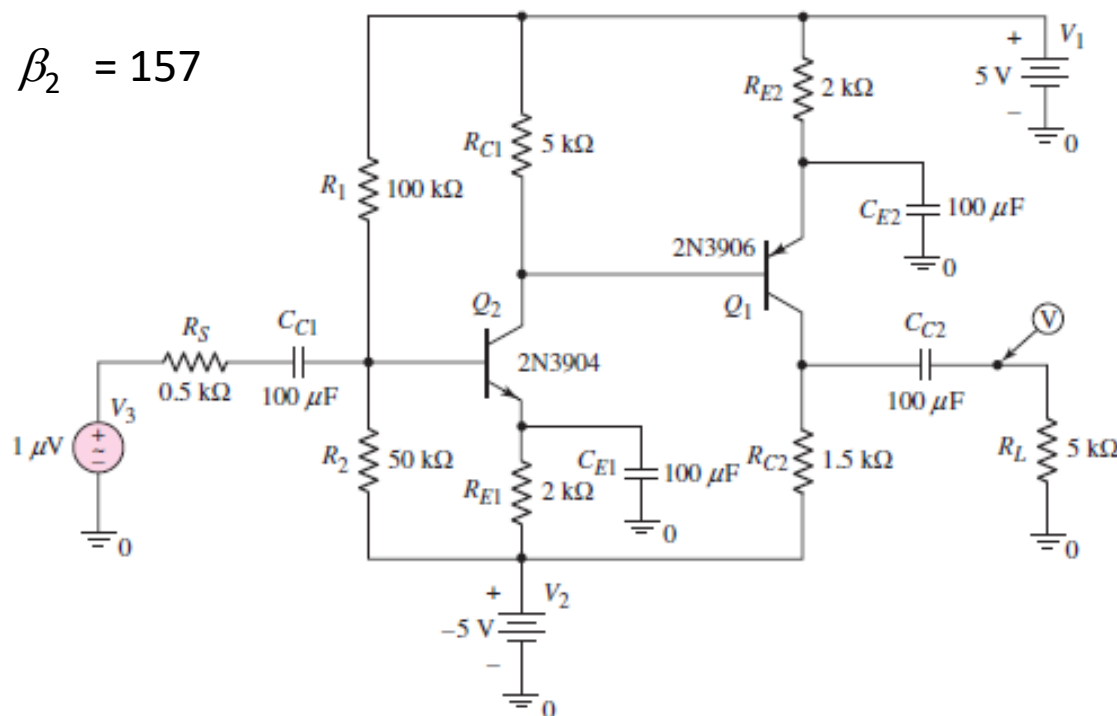 β2 = 157
V1
+
5 V
−
0
RE2
2 kΩ
RC1
5 kΩ
R1
100 kΩ
CE2
100 μF
0
2N3906
Q1
Q2
2N3904
RS
0.5 kΩ
CC1
100 μF
CC2
100 μF
V
V3
1 μV
+
~
−
0
R2
50 kΩ
RE1
2 kΩ
CE1
100 μF
0
RC2
1.5 kΩ
RL
5 kΩ
0
+
V2
−5 V
−
0